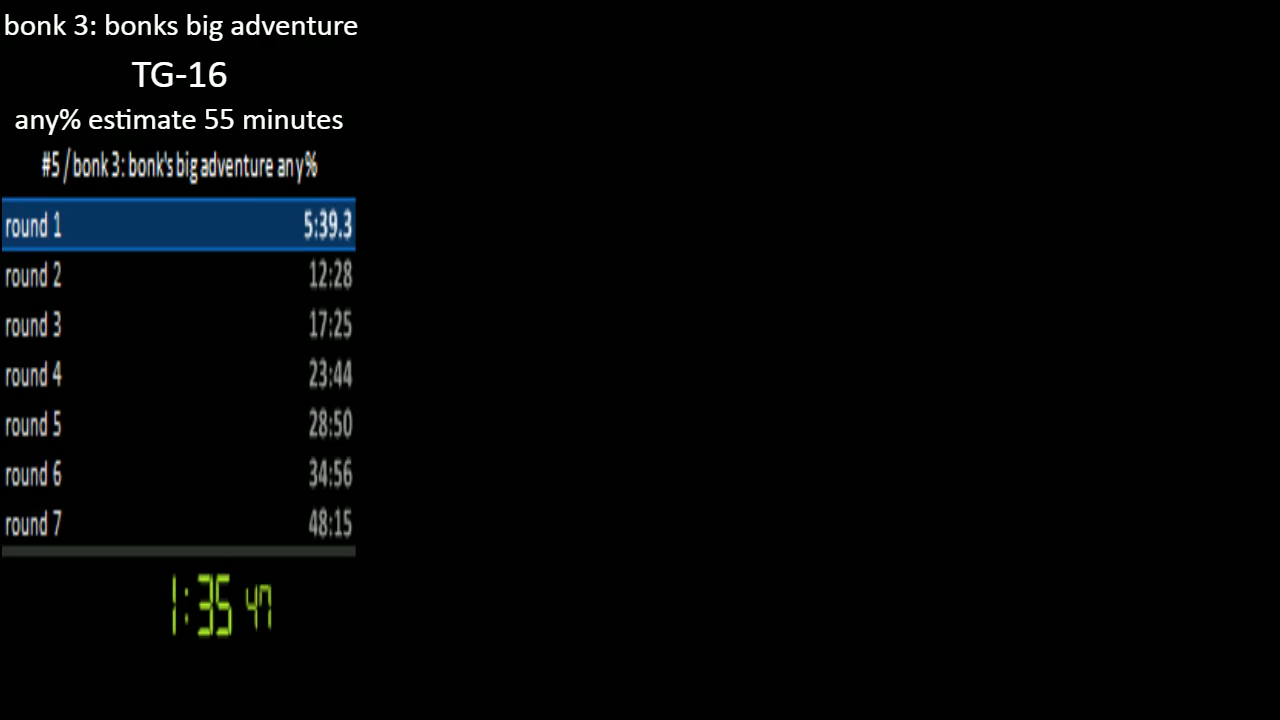 bonk 3: bonks big adventure
TG-16
any% estimate 55 minutes
#5 / bonk 3: bonk's big adventure any%
round 1 5:39.3
round 2 12:28
round 3 17:25
round 4 23:44
round 5 28:50
round 6 34:56
round 7 48:15
1:35 47